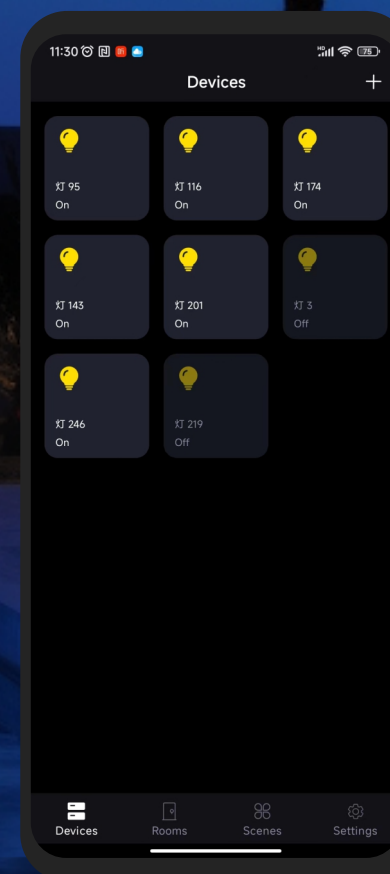 11:30
75
Devices
灯 95
On
灯 116
On
灯 174
On
灯 143
On
灯 201
On
灯 3
Off
灯 246
On
灯 219
Off
Devices
Rooms
Scenes
Settings